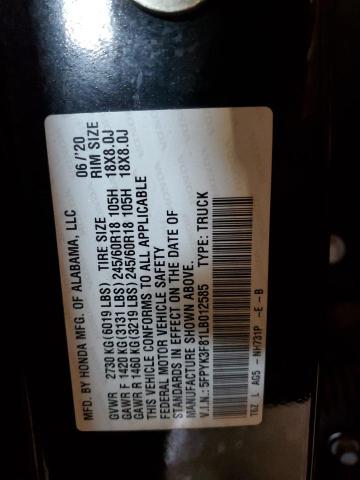 MFD. BY HONDA MFG. OF ALABAMA, LLC 06/'20
TIRE SIZE RIM SIZE
GVWR 2730 KG(6019 LBS)
GAWR F 1420 KG(3131 LBS) 245/60R18 105H 18X8.0J
GAWR R 1460 KG(3219 LBS) 245/60R18 105H 18X8.0J
THIS VEHICLE CONFORMS TO ALL APPLICABLE
FEDERAL MOTOR VEHICLE SAFETY
STANDARDS IN EFFECT ON THE DATE OF
MANUFACTURE SHOWN ABOVE.
V.I.N.:5FPYK3F81LB012585 TYPE: TRUCK
T6Z L AG5 - NH731P -E -B